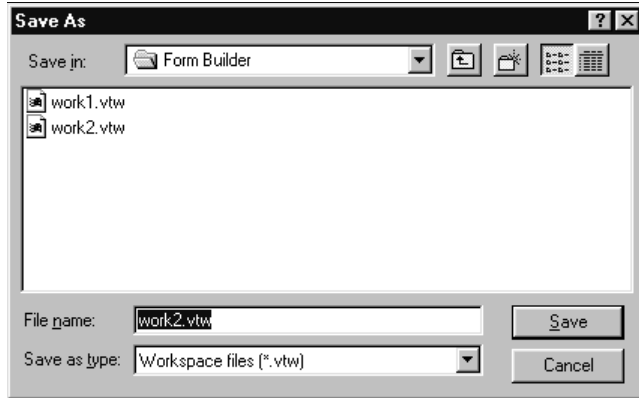 Save As
Save in: Form Builder
work1.vtw
work2.vtw
File name: work2.vtw Save
Save as type: Workspace files (*.vtw) Cancel